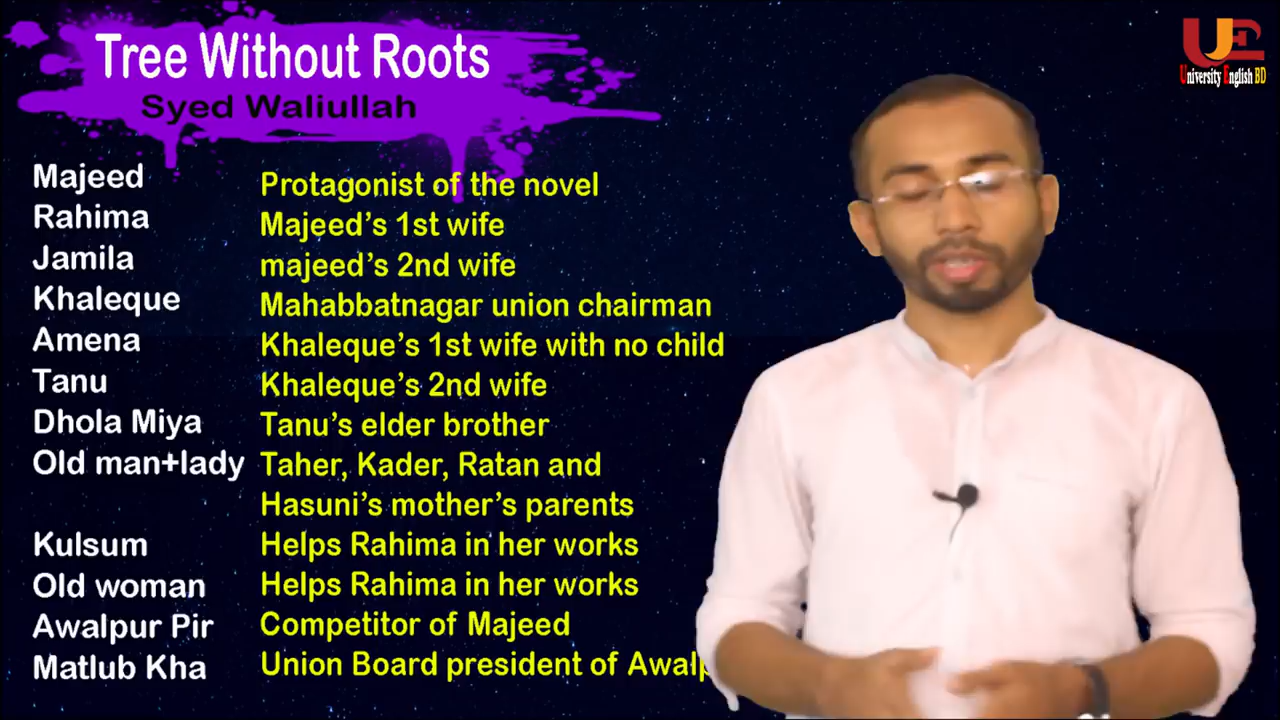 Tree Without Roots
Syed Waliullah
UE
University English BD
Majeed Protagonist of the novel
Rahima Majeed's 1st wife
Jamila majeed's 2nd wife
Khaleque Mahabbatnagar union chairman
Amena Khaleque's 1st wife with no child
Tanu Khaleque's 2nd wife
Dhola Miya Tanu's elder brother
Old man+lady Taher, Kader, Ratan and
Hasuni's mother's parents
Kulsum Helps Rahima in her works
Old woman Helps Rahima in her works
Awalpur Pir Competitor of Majeed
Matlub Kha Union Board president of